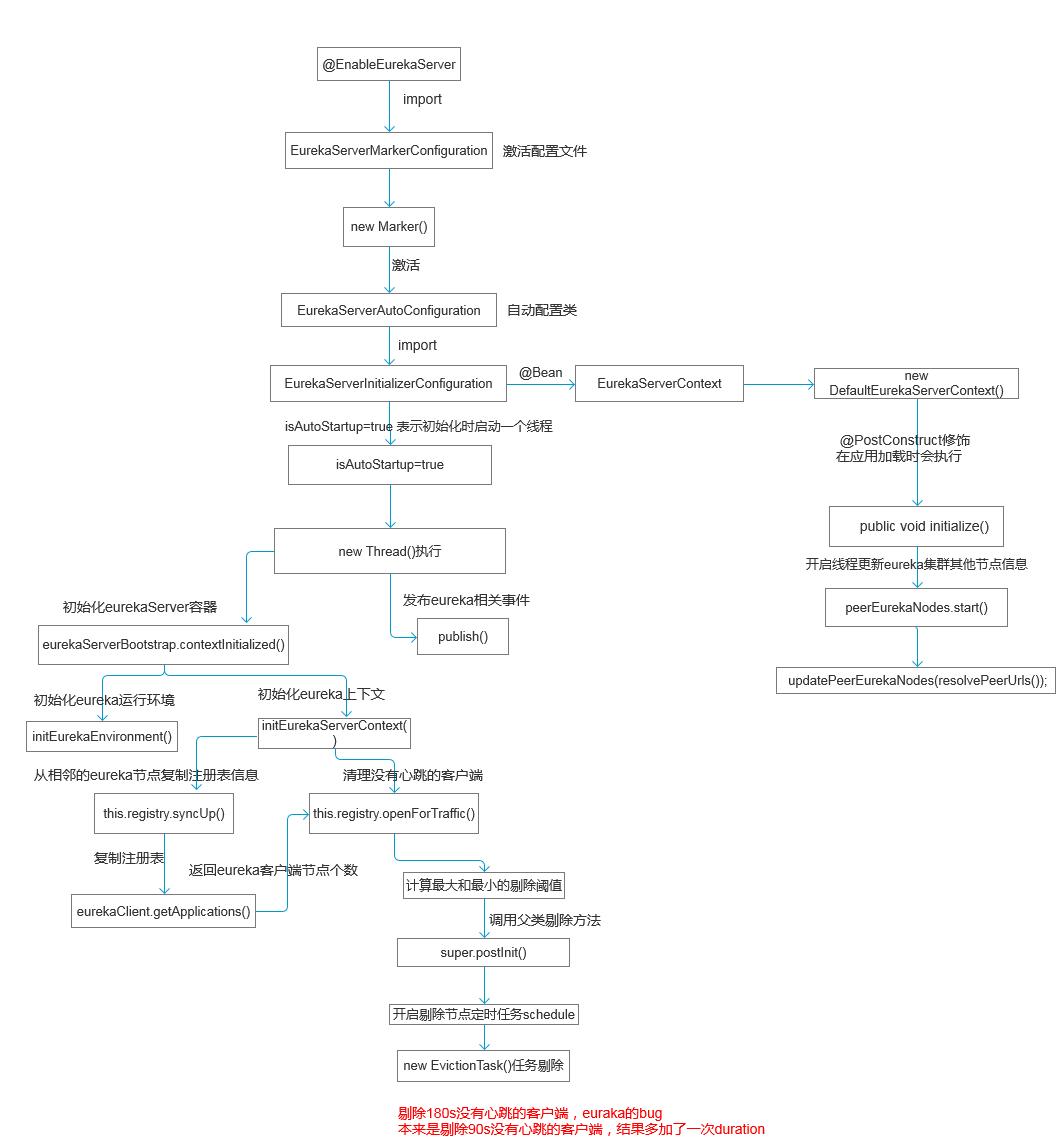 @EnableEurekaServer
import
EurekaServerMarkerConfiguration
激活配置文件
new Marker()
激活
EurekaServerAutoConfiguration
自动配置类
import
EurekaServerInitializerConfiguration
@Bean
EurekaServerContext
new
DefaultEurekaServerContext()
isAutoStartup=true 表示初始化时启动一个线程
@PostConstruct修饰
在应用加载时会执行
isAutoStartup=true
public void initialize()
new Thread()执行
开启线程更新eureka集群其他节点信息
初始化eurekaServer容器
发布eureka相关事件
peerEurekaNodes.start()
eurekaServerBootstrap.contextInitialized()
publish()
updatePeerEurekaNodes(resolvePeerUrls());
初始化eureka运行环境
初始化eureka上下文
initEurekaEnvironment()
initEurekaServerContext(
)
从相邻的eureka节点复制注册表信息
清理没有心跳的客户端
this.registry.syncUp()
this.registry.openForTraffic()
复制注册表
返回eureka客户端节点个数
计算最大和最小的剔除阈值
eurekaClient.getApplications()
调用父类剔除方法
super.postInit()
开启剔除节点定时任务schedule
new EvictionTask()任务剔除
剔除180s没有心跳的客户端，euraka的bug
本来是剔除90s没有心跳的客户端，结果多加了一次duration